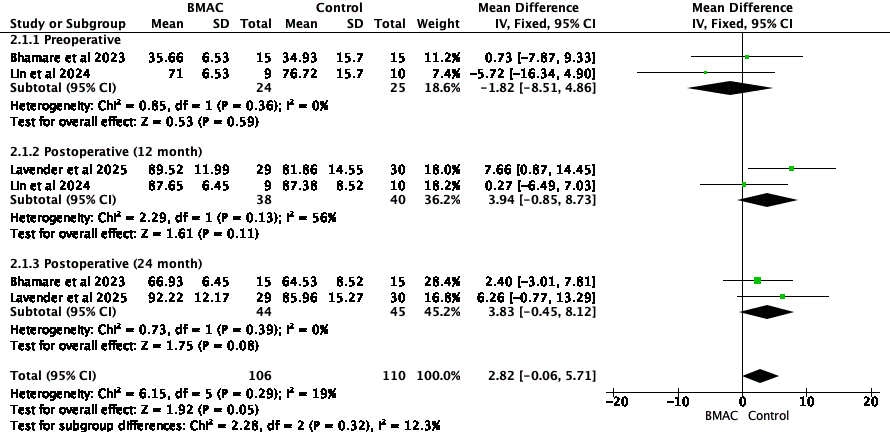 BMAC Control Mean Difference Mean Difference
Study or Subgroup Mean SD Total Mean SD Total Weight IV, Fixed, 95% CI IV, Fixed, 95% CI
2.1.1 Preoperative
Bhamare et al 2023 35.66 6.53 15 34.93 15.7 15 11.2% 0.73 [-7.87, 9.33]
Lin et al 2024 71 6.53 9 76.72 15.7 10 7.4% -5.72 [-16.34, 4.90]
Subtotal (95% CI) 24 25 18.6% -1.82 [-8.51, 4.86]
Heterogeneity: Chi² = 0.85, df = 1 (P = 0.36); I² = 0%
Test for overall effect: Z = 0.53 (P = 0.59)
2.1.2 Postoperative (12 month)
Lavender et al 2025 89.52 11.99 29 81.86 14.55 30 18.0% 7.66 [0.87, 14.45]
Lin et al 2024 87.65 6.45 9 87.38 8.52 10 18.2% 0.27 [-6.49, 7.03]
Subtotal (95% CI) 38 40 36.2% 3.94 [-0.85, 8.73]
Heterogeneity: Chi² = 2.29, df = 1 (P = 0.13); I² = 56%
Test for overall effect: Z = 1.61 (P = 0.11)
2.1.3 Postoperative (24 month)
Bhamare et al 2023 66.93 6.45 15 64.53 8.52 15 28.4% 2.40 [-3.01, 7.81]
Lavender et al 2025 92.22 12.17 29 85.96 15.27 30 16.8% 6.26 [-0.77, 13.29]
Subtotal (95% CI) 44 45 45.2% 3.83 [-0.45, 8.12]
Heterogeneity: Chi² = 0.73, df = 1 (P = 0.39); I² = 0%
Test for overall effect: Z = 1.75 (P = 0.08)
Total (95% CI) 106 110 100.0% 2.82 [-0.06, 5.71]
Heterogeneity: Chi² = 6.15, df = 5 (P = 0.29); I² = 19%
Test for overall effect: Z = 1.92 (P = 0.05)
Test for subgroup differences: Chi² = 2.28, df = 2 (P = 0.32), I² = 12.3%
-20 -10 0 10 20
BMAC Control